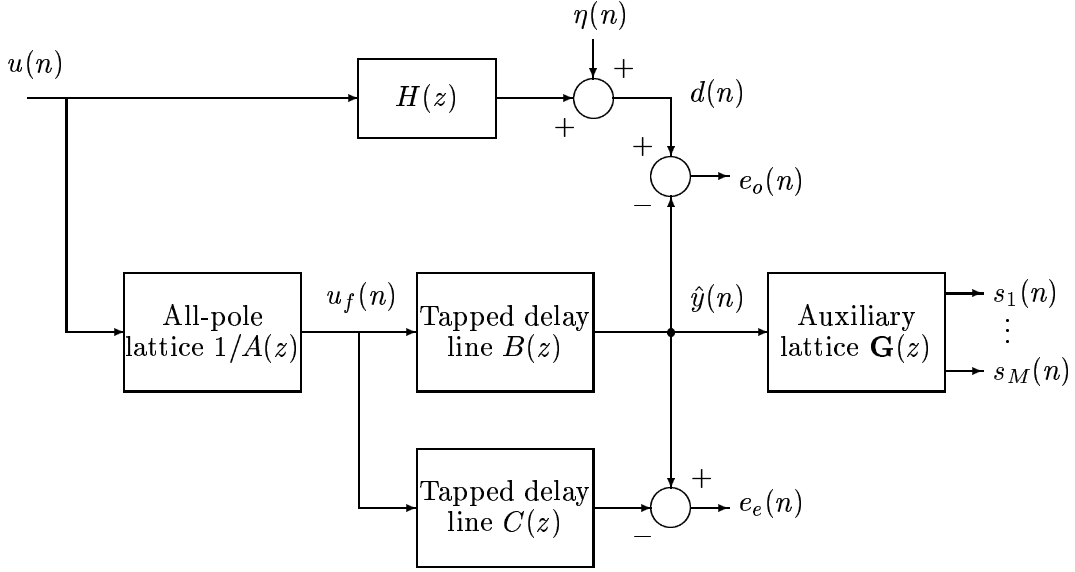 η(n)
u(n)
+
H(z)
d(n)
+
+
e_o(n)
−
u_f(n)
ŷ(n)
s_1(n)
All-pole
lattice 1/A(z)
Tapped delay
line B(z)
Auxiliary
lattice G(z)
⋮
s_M(n)
+
Tapped delay
line C(z)
e_e(n)
−